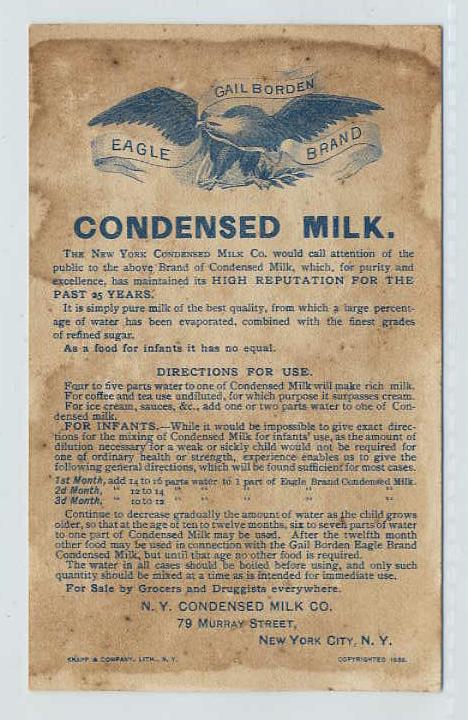 GAIL BORDEN
EAGLE BRAND
CONDENSED MILK.
THE NEW YORK CONDENSED MILK CO. would call attention of the
public to the above Brand of Condensed Milk, which, for purity and
excellence, has maintained its HIGH REPUTATION FOR THE
PAST 25 YEARS.
It is simply pure milk of the best quality, from which a large percent-
age of water has been evaporated, combined with the finest grades
of refined sugar.
As a food for infants it has no equal.
DIRECTIONS FOR USE.
Four to five parts water to one of Condensed Milk will make rich milk.
For coffee and tea use undiluted, for which purpose it surpasses cream.
For ice cream, sauces, &c., add one or two parts water to one of Con-
densed milk.
FOR INFANTS.—While it would be impossible to give exact direc-
tions for the mixing of Condensed Milk for infants' use, as the amount of
dilution necessary for a weak or sickly child would not be required for
one of ordinary health or strength, experience enables us to give the
following general directions, which will be found sufficient for most cases.
1st Month, add 14 to 16 parts water to 1 part of Eagle Brand Condensed Milk.
2d Month, " 12 to 14 " " " " "
3d Month, " 10 to 12 " " " " "
Continue to decrease gradually the amount of water as the child grows
older, so that at the age of ten to twelve months, six to seven parts of water
to one part of Condensed Milk may be used. After the twelfth month
other food may be used in connection with the Gail Borden Eagle Brand
Condensed Milk, but until that age no other food is required.
The water in all cases should be boiled before using, and only such
quantity should be mixed at a time as is intended for immediate use.
For Sale by Grocers and Druggists everywhere.
N. Y. CONDENSED MILK CO.
79 MURRAY STREET,
NEW YORK CITY, N. Y.
KNAPP & COMPANY, LITH., N. Y. COPYRIGHTED